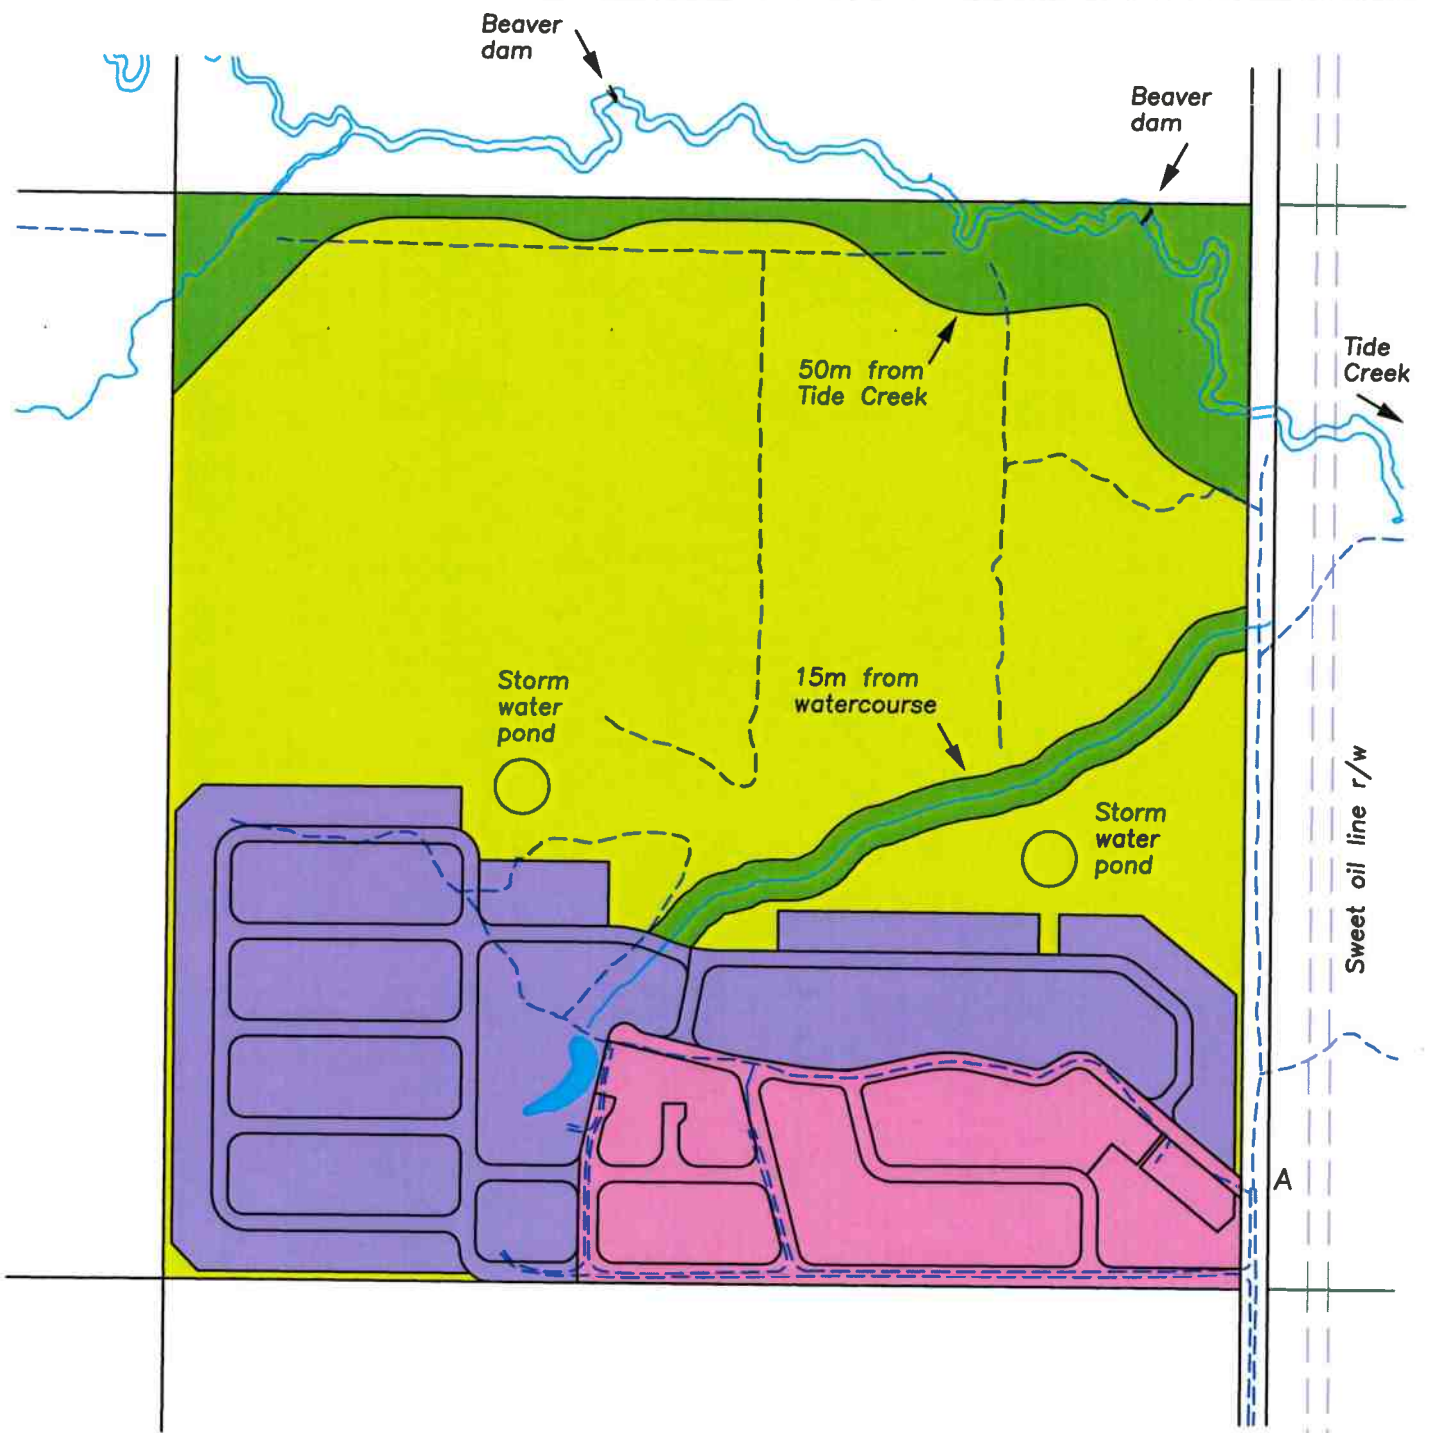 Beaver
dam
Beaver
dam
Tide
Creek
50m from
Tide Creek
Storm
water
pond
15m from
watercourse
Storm
water
pond
Sweet oil line r/w
A